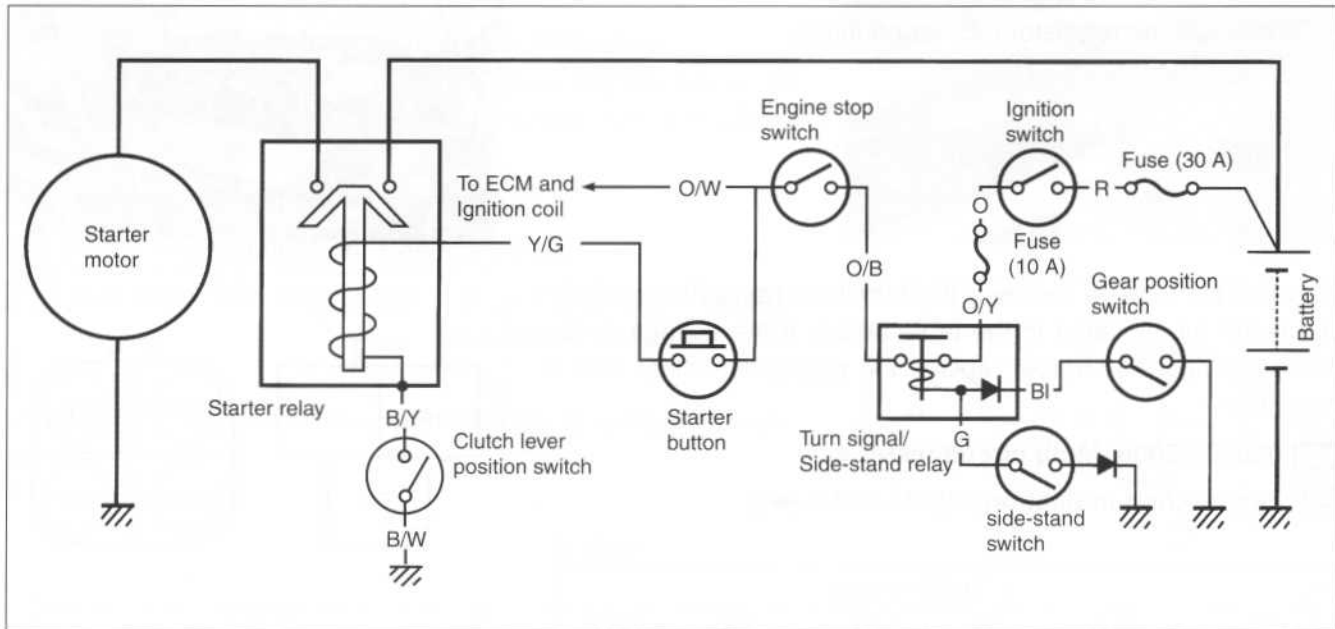 Engine stop
switch
Ignition
switch
Fuse (30 A)
To ECM and
Ignition coil
O/W
R
O
Starter
motor
Y/G
O/B
Fuse
(10 A)
Gear position
switch
O/Y
Battery
Bl
Starter relay
Starter
button
B/Y
Clutch lever
position switch
Turn signal/
Side-stand relay
G
side-stand
switch
B/W